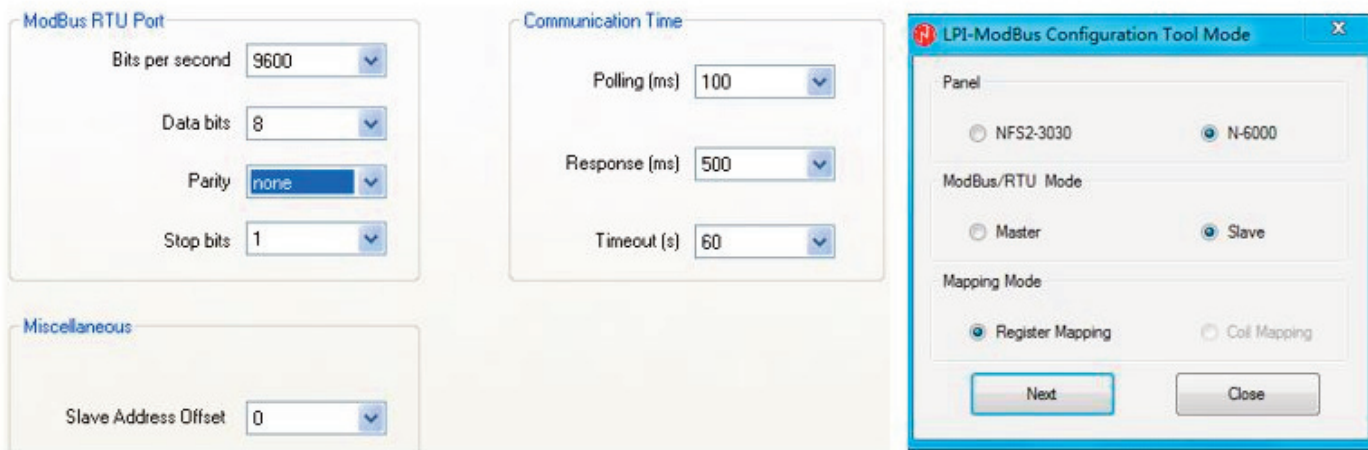 ModBus RTU Port
Bits per second 9600
Data bits 8
Parity none
Stop bits 1
Miscellaneous
Slave Address Offset 0
Communication Time
Polling (ms) 100
Response (ms) 500
Timeout (s) 60
LPI-ModBus Configuration Tool Mode
Panel
NFS2-3030 N-6000
ModBus/RTU Mode
Master Slave
Mapping Mode
Register Mapping Coil Mapping
Next Close